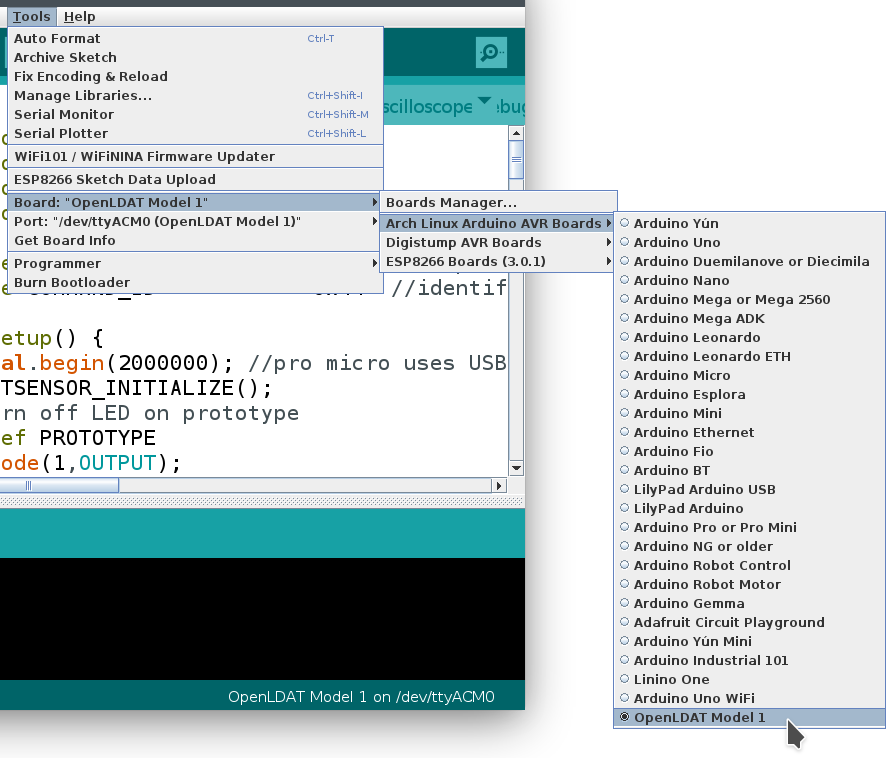 Tools Help
Auto Format Ctrl-T
Archive Sketch
Fix Encoding & Reload
Manage Libraries... Ctrl+Shift-I
Serial Monitor Ctrl+Shift-M
Serial Plotter Ctrl+Shift-L
WiFi101 / WiFiNINA Firmware Updater
ESP8266 Sketch Data Upload
Board: "OpenLDAT Model 1"
Port: "/dev/ttyACM0 (OpenLDAT Model 1)"
Get Board Info
Programmer
Burn Bootloader
scilloscope ebug
Boards Manager...
Arch Linux Arduino AVR Boards
Digistump AVR Boards
ESP8266 Boards (3.0.1)
Arduino Yún
Arduino Uno
Arduino Duemilanove or Diecimila
Arduino Nano
Arduino Mega or Mega 2560
Arduino Mega ADK
Arduino Leonardo
Arduino Leonardo ETH
Arduino Micro
Arduino Esplora
Arduino Mini
Arduino Ethernet
Arduino Fio
Arduino BT
LilyPad Arduino USB
LilyPad Arduino
Arduino Pro or Pro Mini
Arduino NG or older
Arduino Robot Control
Arduino Robot Motor
Arduino Gemma
Adafruit Circuit Playground
Arduino Yún Mini
Arduino Industrial 101
Linino One
Arduino Uno WiFi
OpenLDAT Model 1
//identif
etup() {
al.begin(2000000); //pro micro uses USB
TSENSOR_INITIALIZE();
rn off LED on prototype
ef PROTOTYPE
ode(1,OUTPUT);
OpenLDAT Model 1 on /dev/ttyACM0